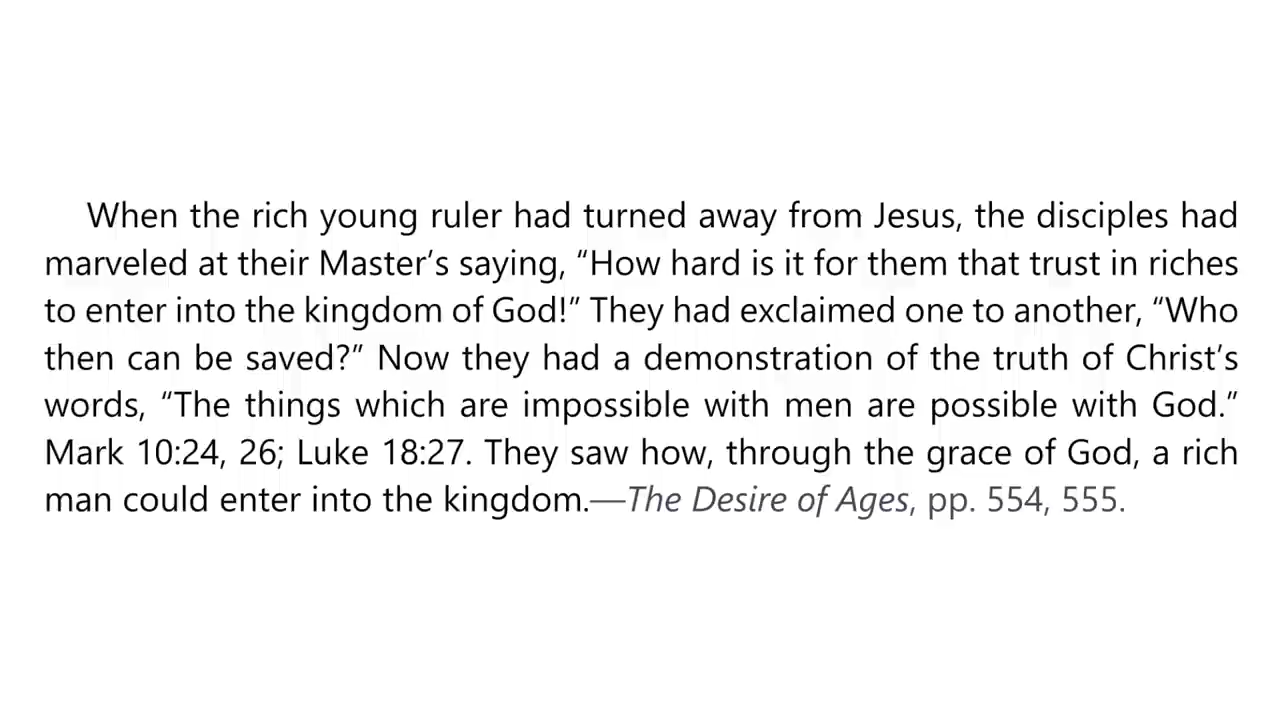 When the rich young ruler had turned away from Jesus, the disciples had
marveled at their Master’s saying, “How hard is it for them that trust in riches
to enter into the kingdom of God!” They had exclaimed one to another, “Who
then can be saved?” Now they had a demonstration of the truth of Christ’s
words, “The things which are impossible with men are possible with God.”
Mark 10:24, 26; Luke 18:27. They saw how, through the grace of God, a rich
man could enter into the kingdom.—The Desire of Ages, pp. 554, 555.